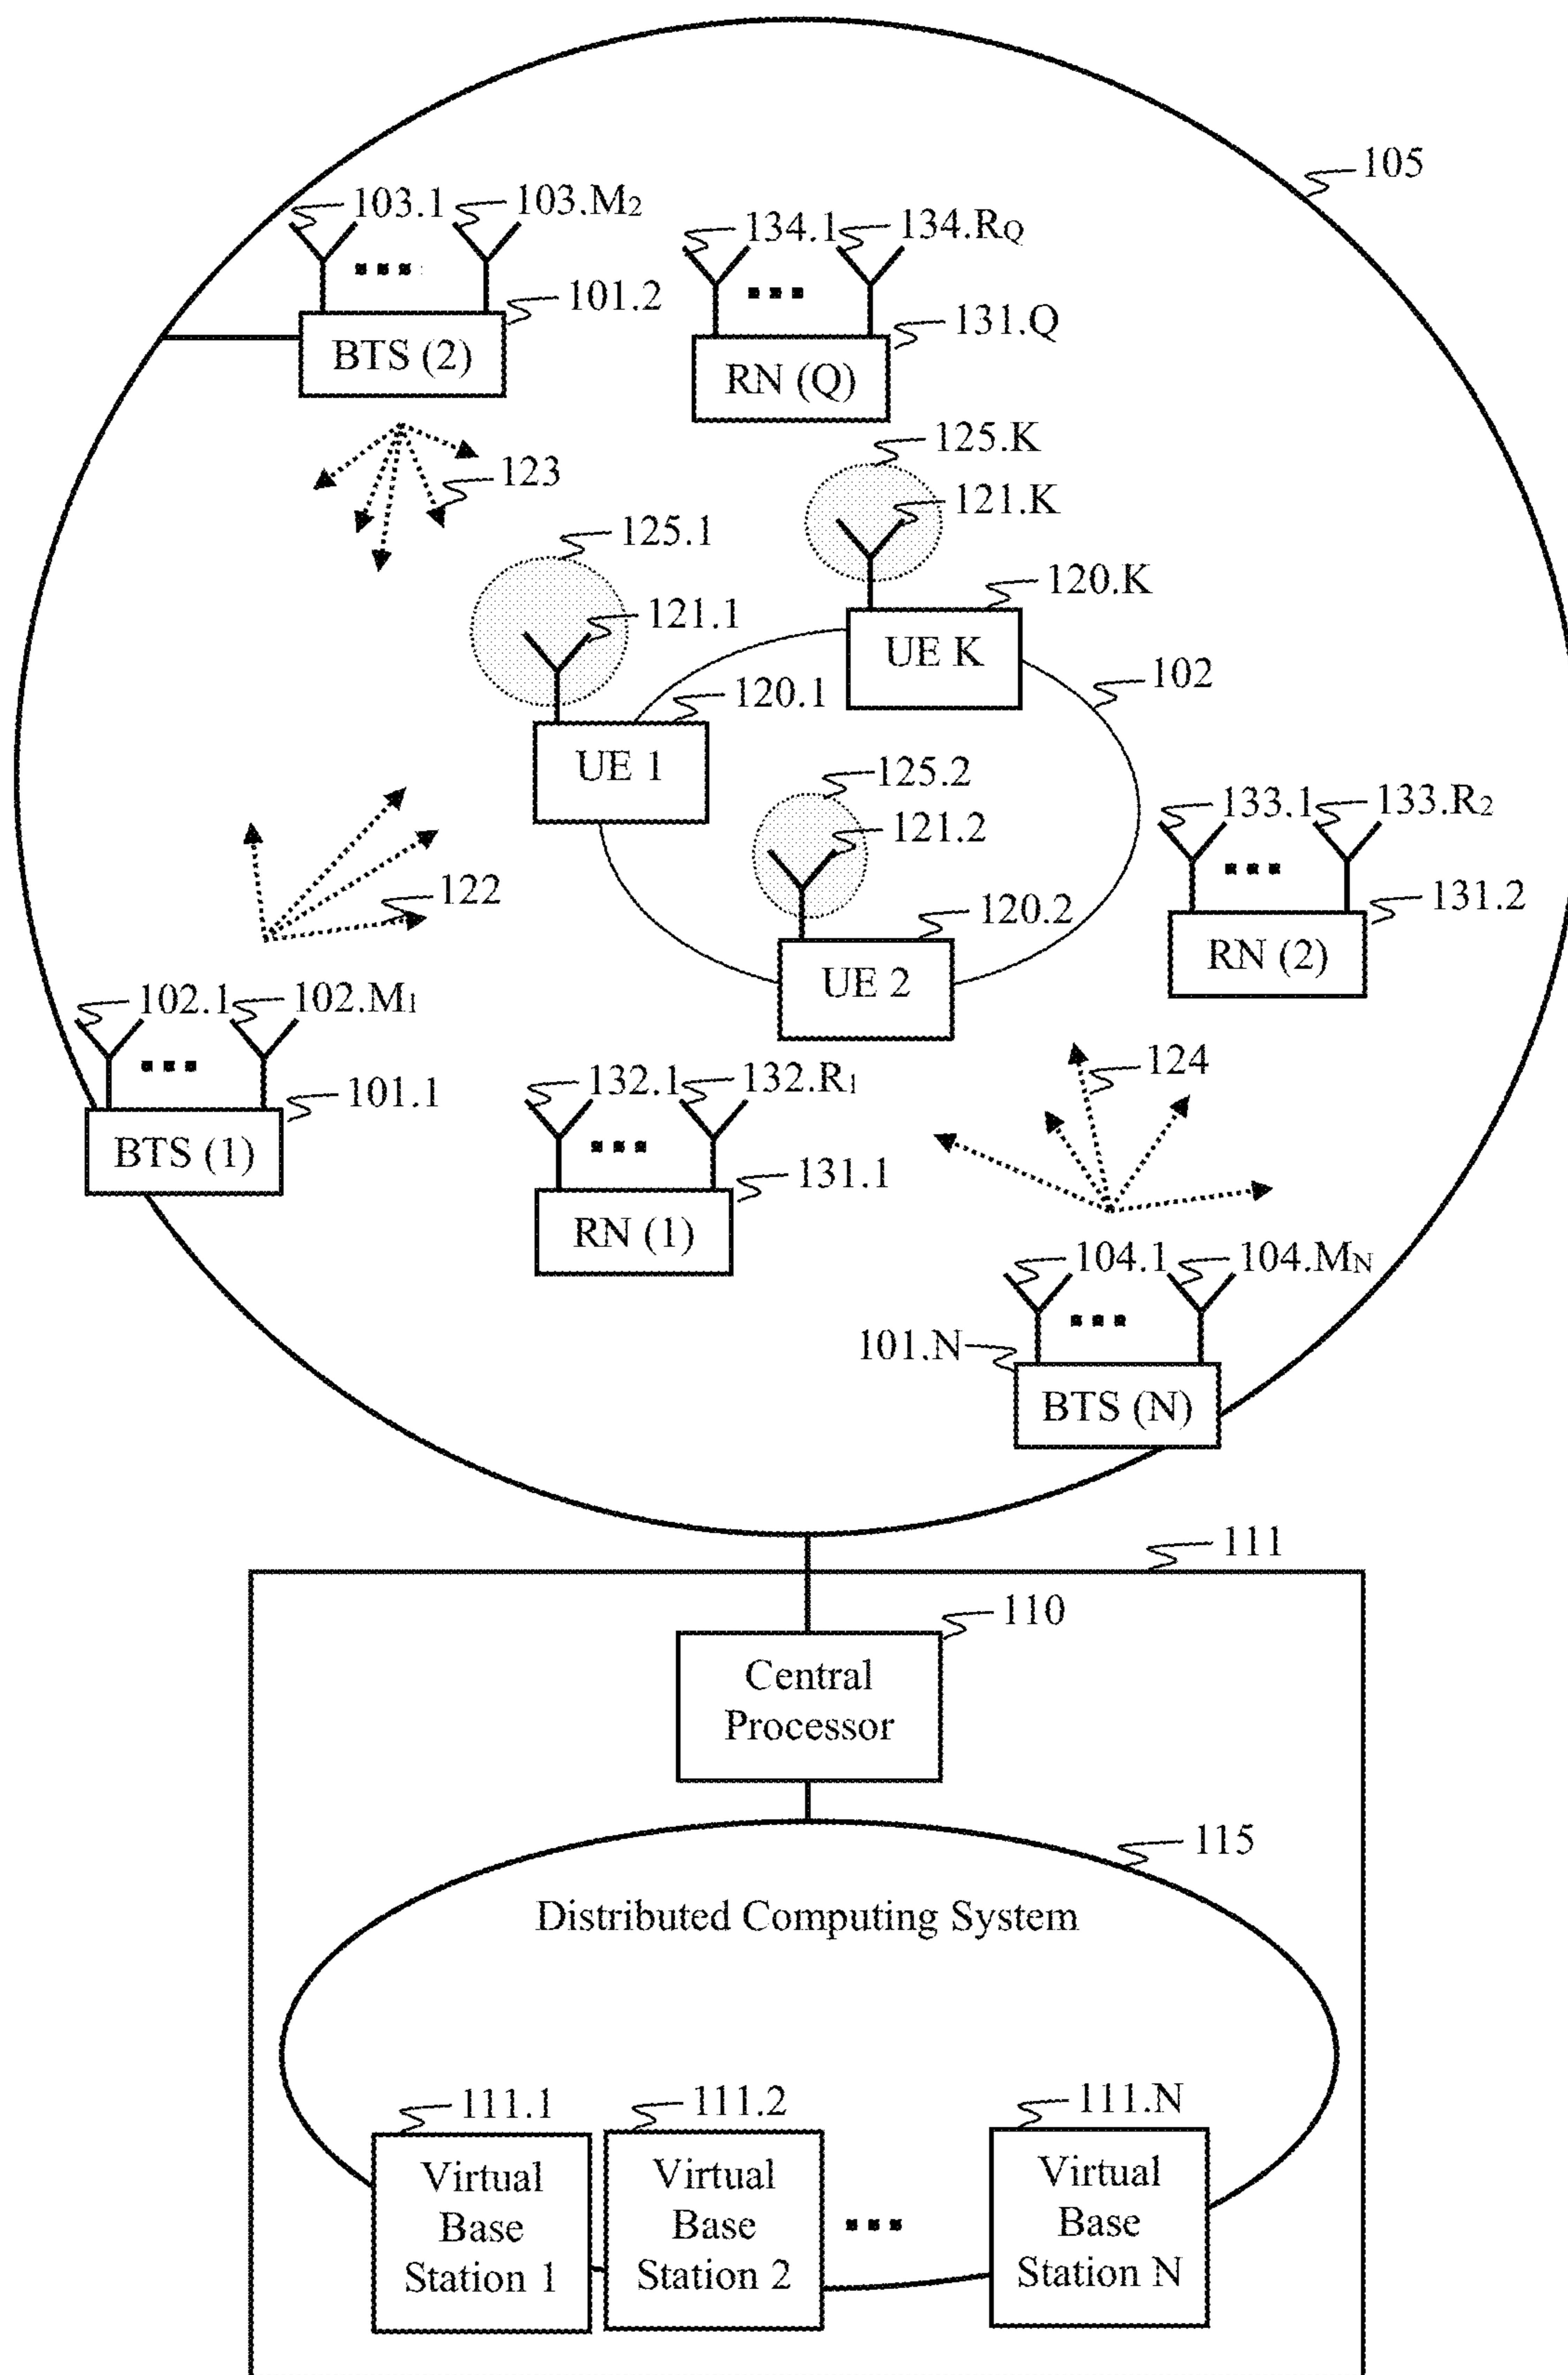 105
103.1
103.M2
134.1
134.RQ
101.2
131.Q
BTS (2)
RN (Q)
125.K
123
121.K
125.1
120.K
121.1
UE K
102
120.1
UE 1
125.2
133.1
133.R2
121.2
122
131.2
120.2
RN (2)
UE 2
102.1
102.M1
124
132.1
132.R1
101.1
BTS (1)
131.1
RN (1)
104.1
104.MN
101.N
BTS (N)
111
110
Central
Processor
115
Distributed Computing System
111.1
111.2
111.N
Virtual
Base
Station 1
Virtual
Base
Station 2
Virtual
Base
Station N